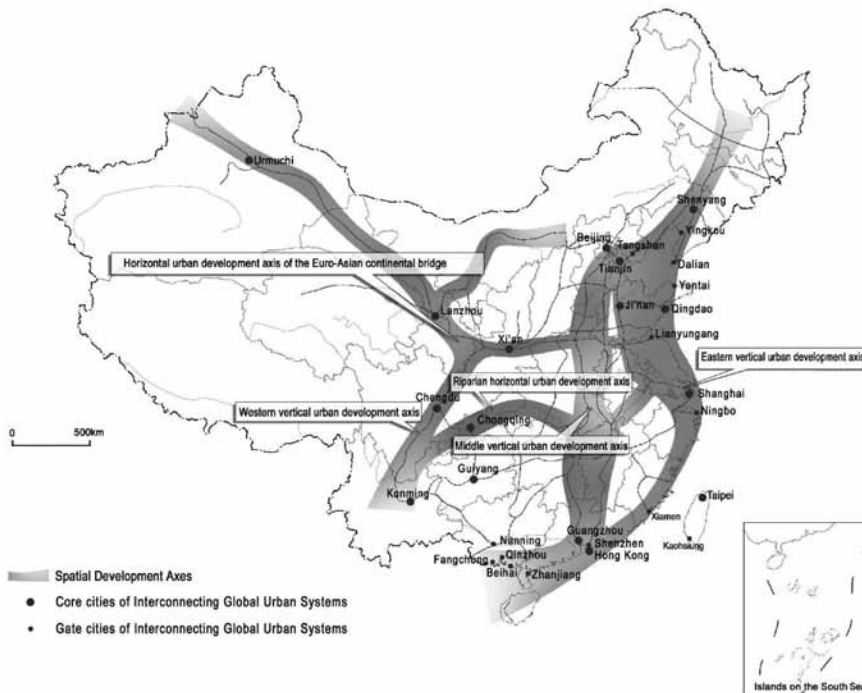 Urmuchi
Shenyang
Beijing
Yingkou
Tangshan
Horizontal urban development axis of the Euro-Asian continental bridge
Tianjin
Dalian
Yantai
Lanzhou
Ji'nan
Qingdao
Xi'an
Lianyungang
Eastern vertical urban development axis
Riparian horizontal urban development axis
Chengdu
Shanghai
Western vertical urban development axis
Ningbo
Chongqing
0 500km
Middle vertical urban development axis
Guiyang
Kunming
Taipei
Xiamen
Nanning
Guangzhou
Shenzhen
Kaohsiung
Qinzhou
Hong Kong
Fangchong
Beihai
Zhanjiang
Spatial Development Axes
Core cities of Interconnecting Global Urban Systems
Gate cities of Interconnecting Global Urban Systems
Islands on the South Sea